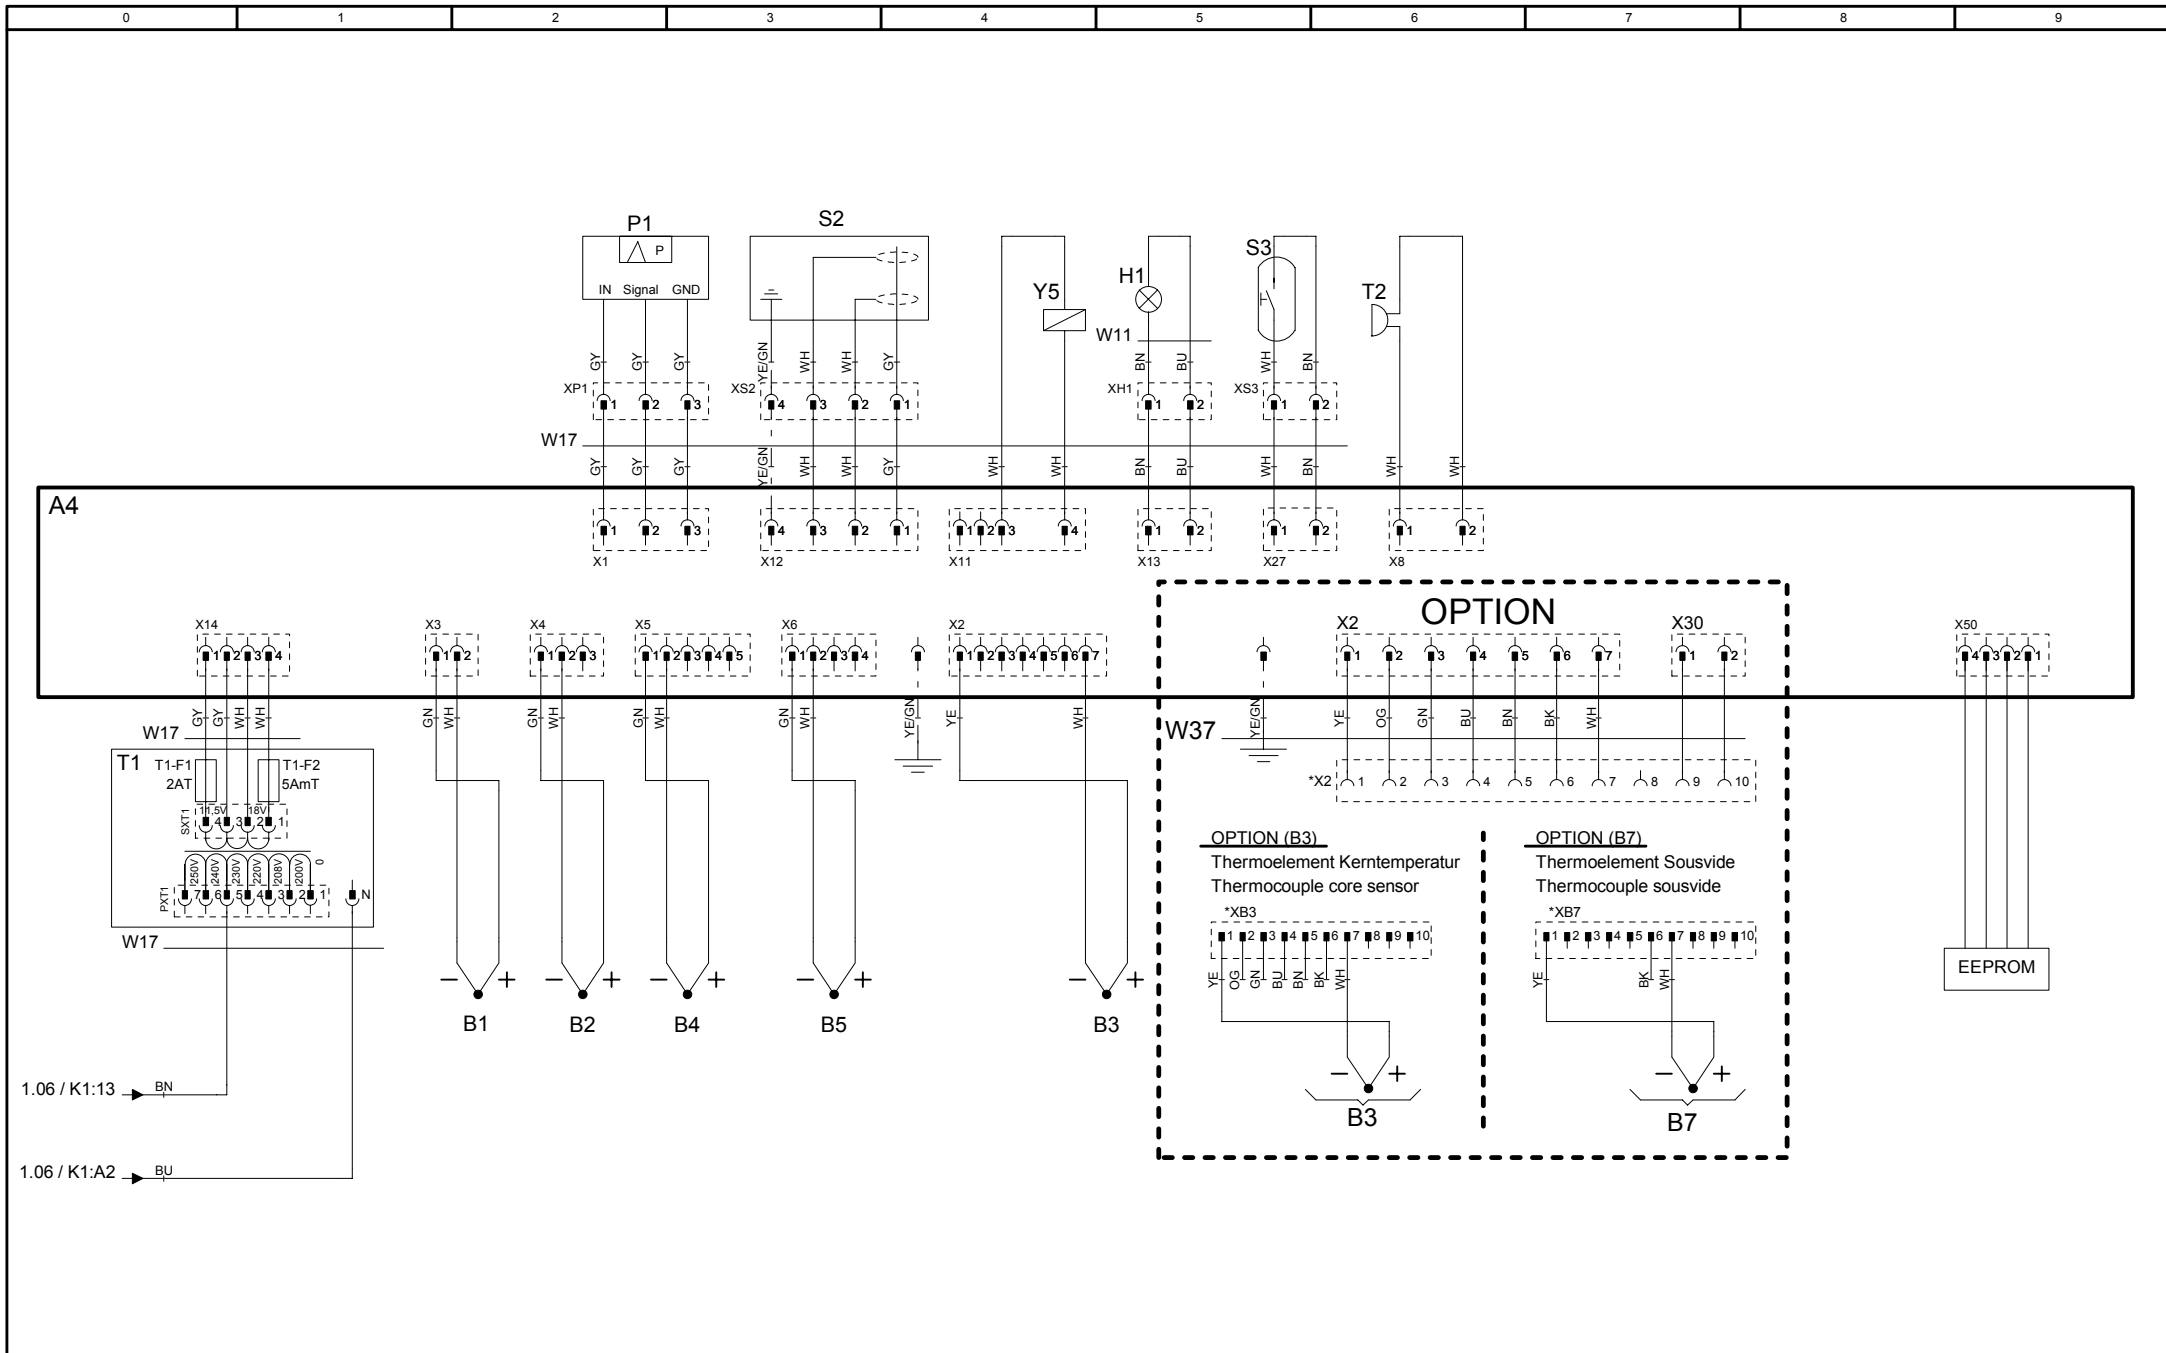 0 1 2 3 4 5 6 7 8 9
P1 S2
P
IN Signal GND
Y5 H1 S3 T2
W11
GY GY GY YE/GN WH WH GY BN BU WH BN
XP1 1 2 3 XS2 4 3 2 1 XH1 1 2 XS3 1 2
W17
GY GY GY YE/GN WH WH GY WH WH BN BU WH BN WH WH
A4
1 2 3 4 3 2 1 1 2 3 4 1 2 1 2 1 2
X1 X12 X11 X13 X27 X8
OPTION
X14 X3 X4 X5 X6 X2 X2 X30 X50
1 2 3 4 1 2 1 2 3 1 2 3 4 5 1 2 3 4 1 2 3 4 5 6 7 1 2 3 4 5 6 7 1 2 4 3 2 1
GY GY WH WH GN WH GN WH GN WH GN WH YE/GN YE WH YE/GN YE OG GN BU BN BK WH
W17 W37
T1 T1-F1 T1-F2
2AT 5AmT
*X2 1 2 3 4 5 6 7 8 9 10
11,5V 18V
SXT1 4 3 2 1
250V 240V 230V 220V 208V 200V 0
PXT1 7 6 5 4 3 2 1 N
W17
OPTION (B3)
Thermoelement Kerntemperatur
Thermocouple core sensor
*XB3
1 2 3 4 5 6 7 8 9 10
YE OG GN BU BN BK WH
OPTION (B7)
Thermoelement Sousvide
Thermocouple sousvide
*XB7
1 2 3 4 5 6 7 8 9 10
YE BK WH
EEPROM
− + − + − + − + − +
B1 B2 B4 B5 B3
− + − +
B3 B7
1.06 / K1:13 BN
1.06 / K1:A2 BU